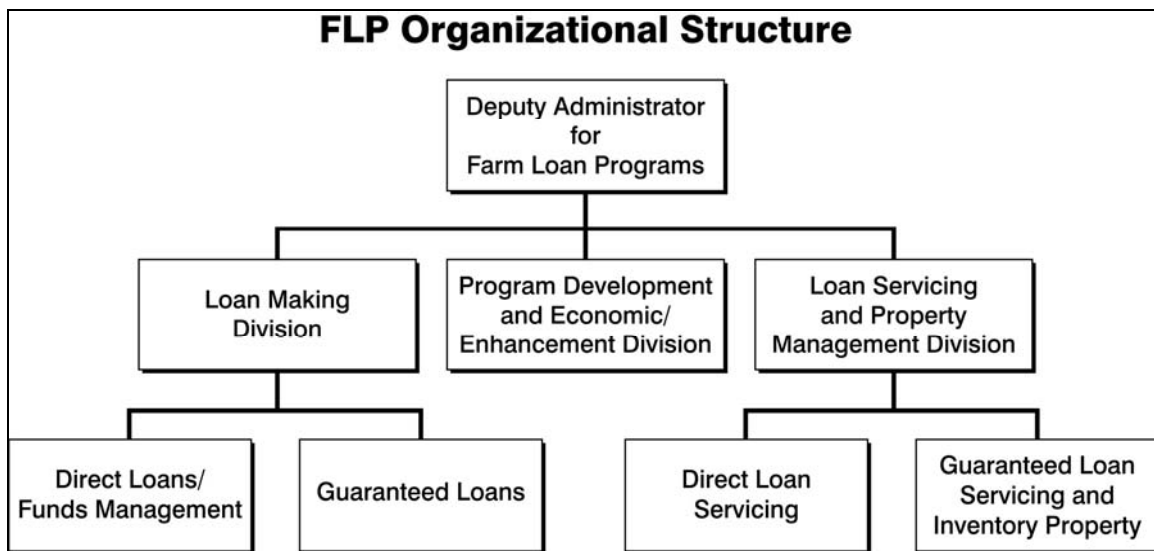 FLP Organizational Structure
Deputy Administrator
for
Farm Loan Programs
Loan Making
Division
Program Development
and Economic/
Enhancement Division
Loan Servicing
and Property
Management Division
Direct Loans/
Funds Management
Guaranteed Loans
Direct Loan
Servicing
Guaranteed Loan
Servicing and
Inventory Property